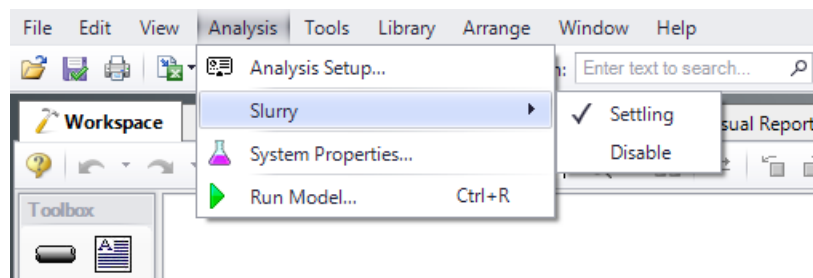 File Edit View Analysis Tools Library Arrange Window Help
Analysis Setup...
Enter text to search...
Slurry
Settling
Workspace
sual Report
System Properties...
Disable
Run Model... Ctrl+R
Toolbox
A